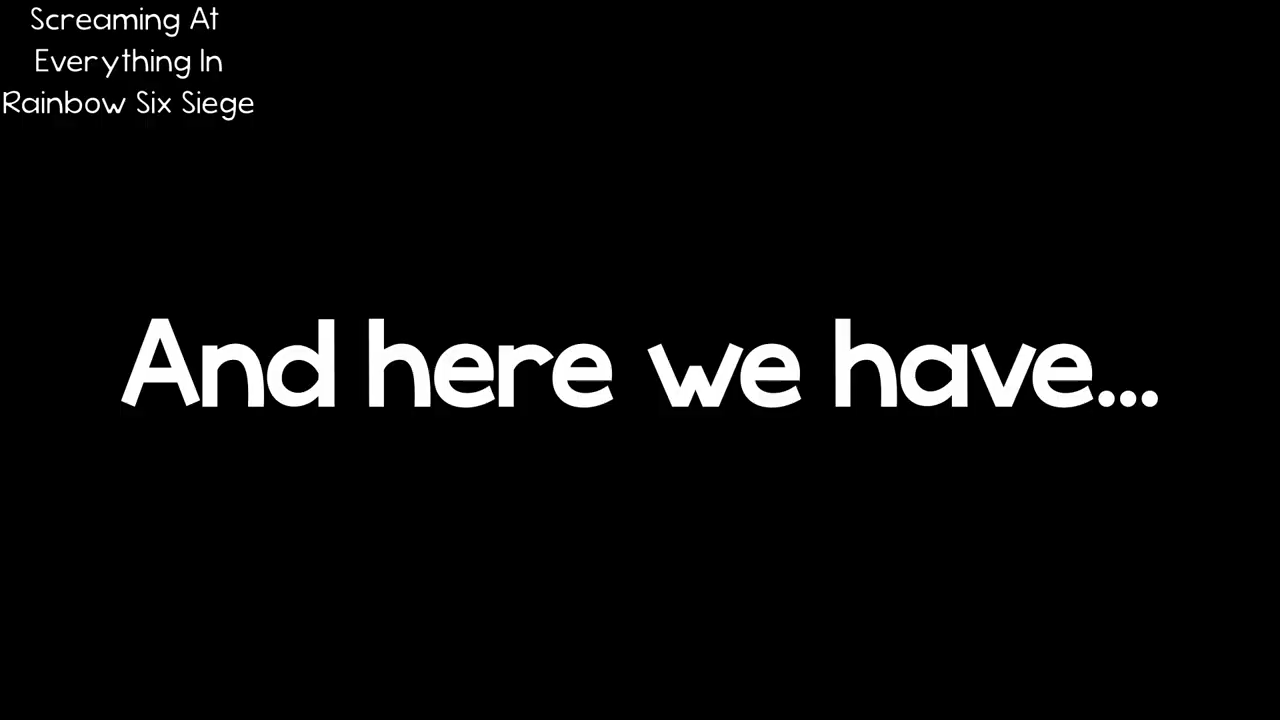 Screaming At
Everything In
Rainbow Six Siege
And here we have...